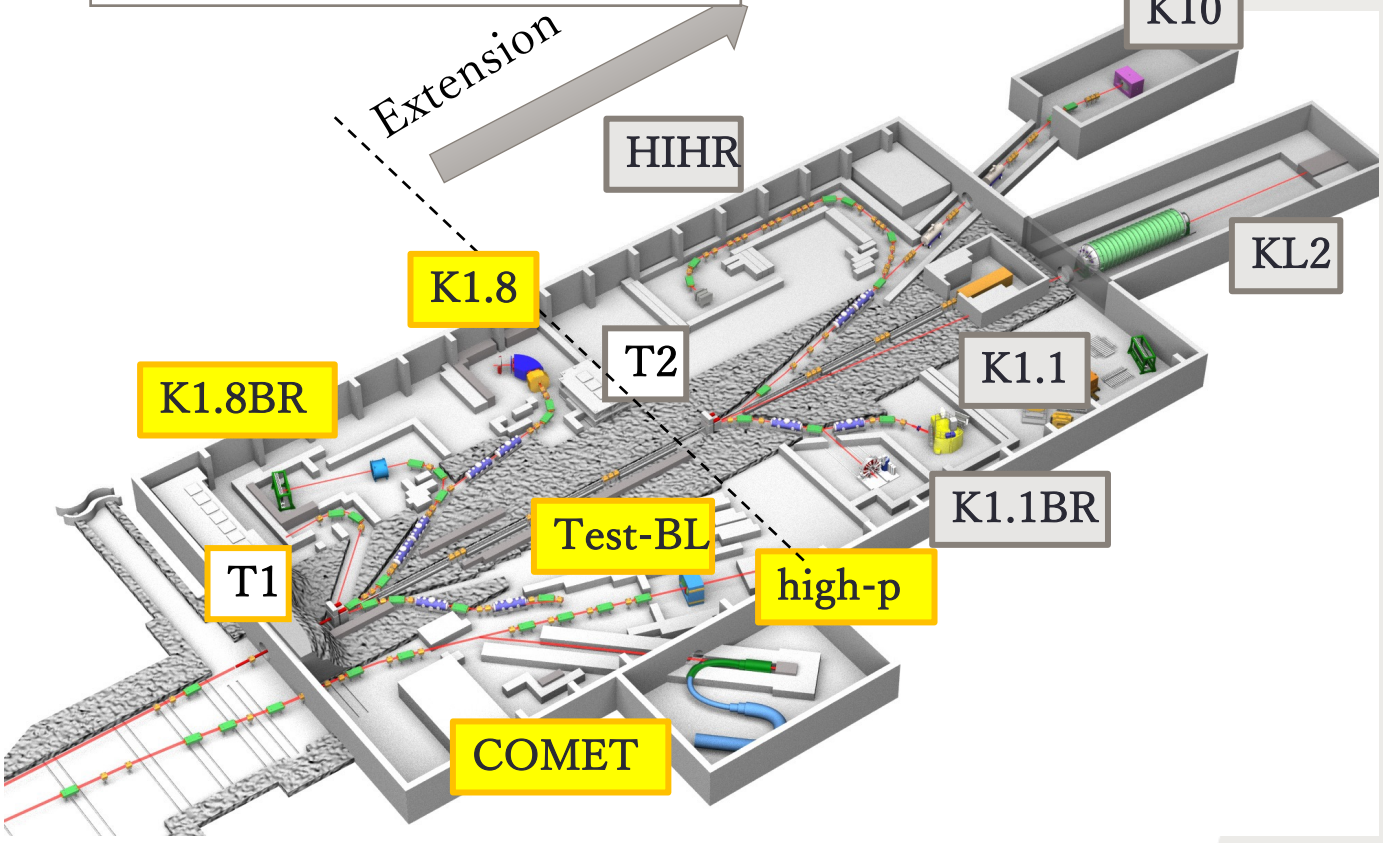 K10
Extension
HIHR
KL2
K1.8
T2
K1.1
K1.8BR
K1.1BR
Test-BL
T1
high-p
COMET